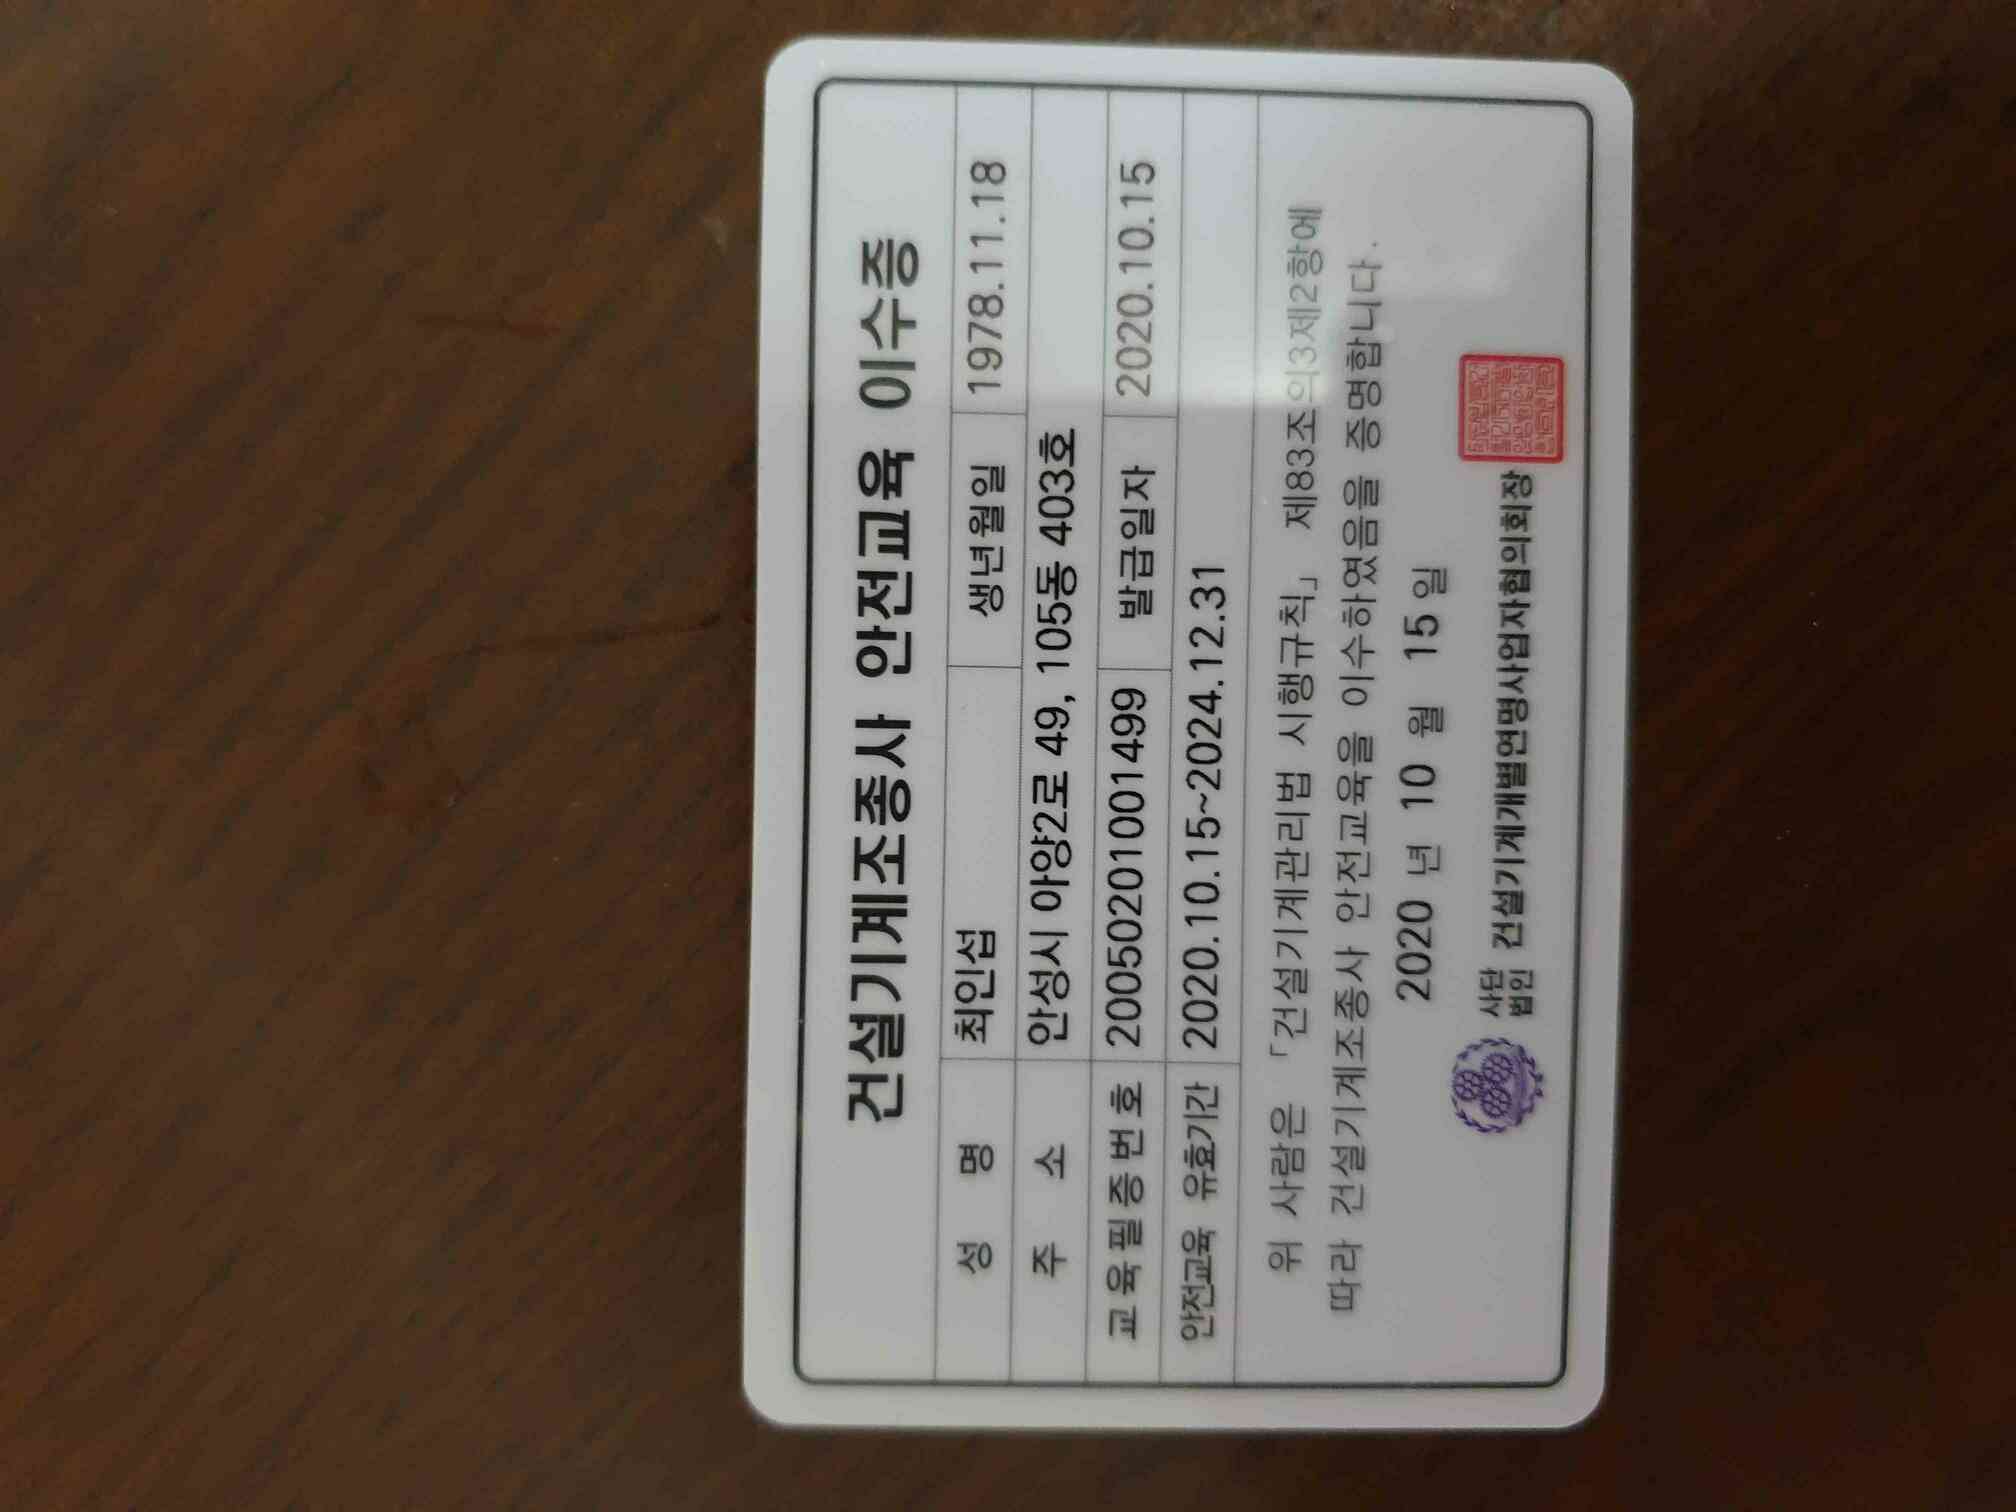 건설기계조종사 안전교육 이수증
성 명 최인섭 생년월일 1978.11.18
주 소 안성시 아양2로 49, 105동 403호
교육필증번호 20050201001499 발급일자 2020.10.15
안전교육 유효기간 2020.10.15~2024.12.31
위 사람은 「건설기계관리법 시행규칙」 제83조의3제2항에
따라 건설기계조종사 안전교육을 이수하였음을 증명합니다.
2020 년 10 월 15 일
사단법인 건설기계개별연명사업자협의회장